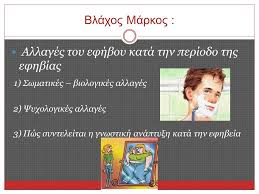 Βλάχος Μάρκος :
Αλλαγές του εφήβου κατά την περίοδο της
εφηβίας
1) Σωματικές – βιολογικές αλλαγές
2) Ψυχολογικές αλλαγές
3) Πώς συντελείται η γνωστική ανάπτυξη κατά την εφηβεία